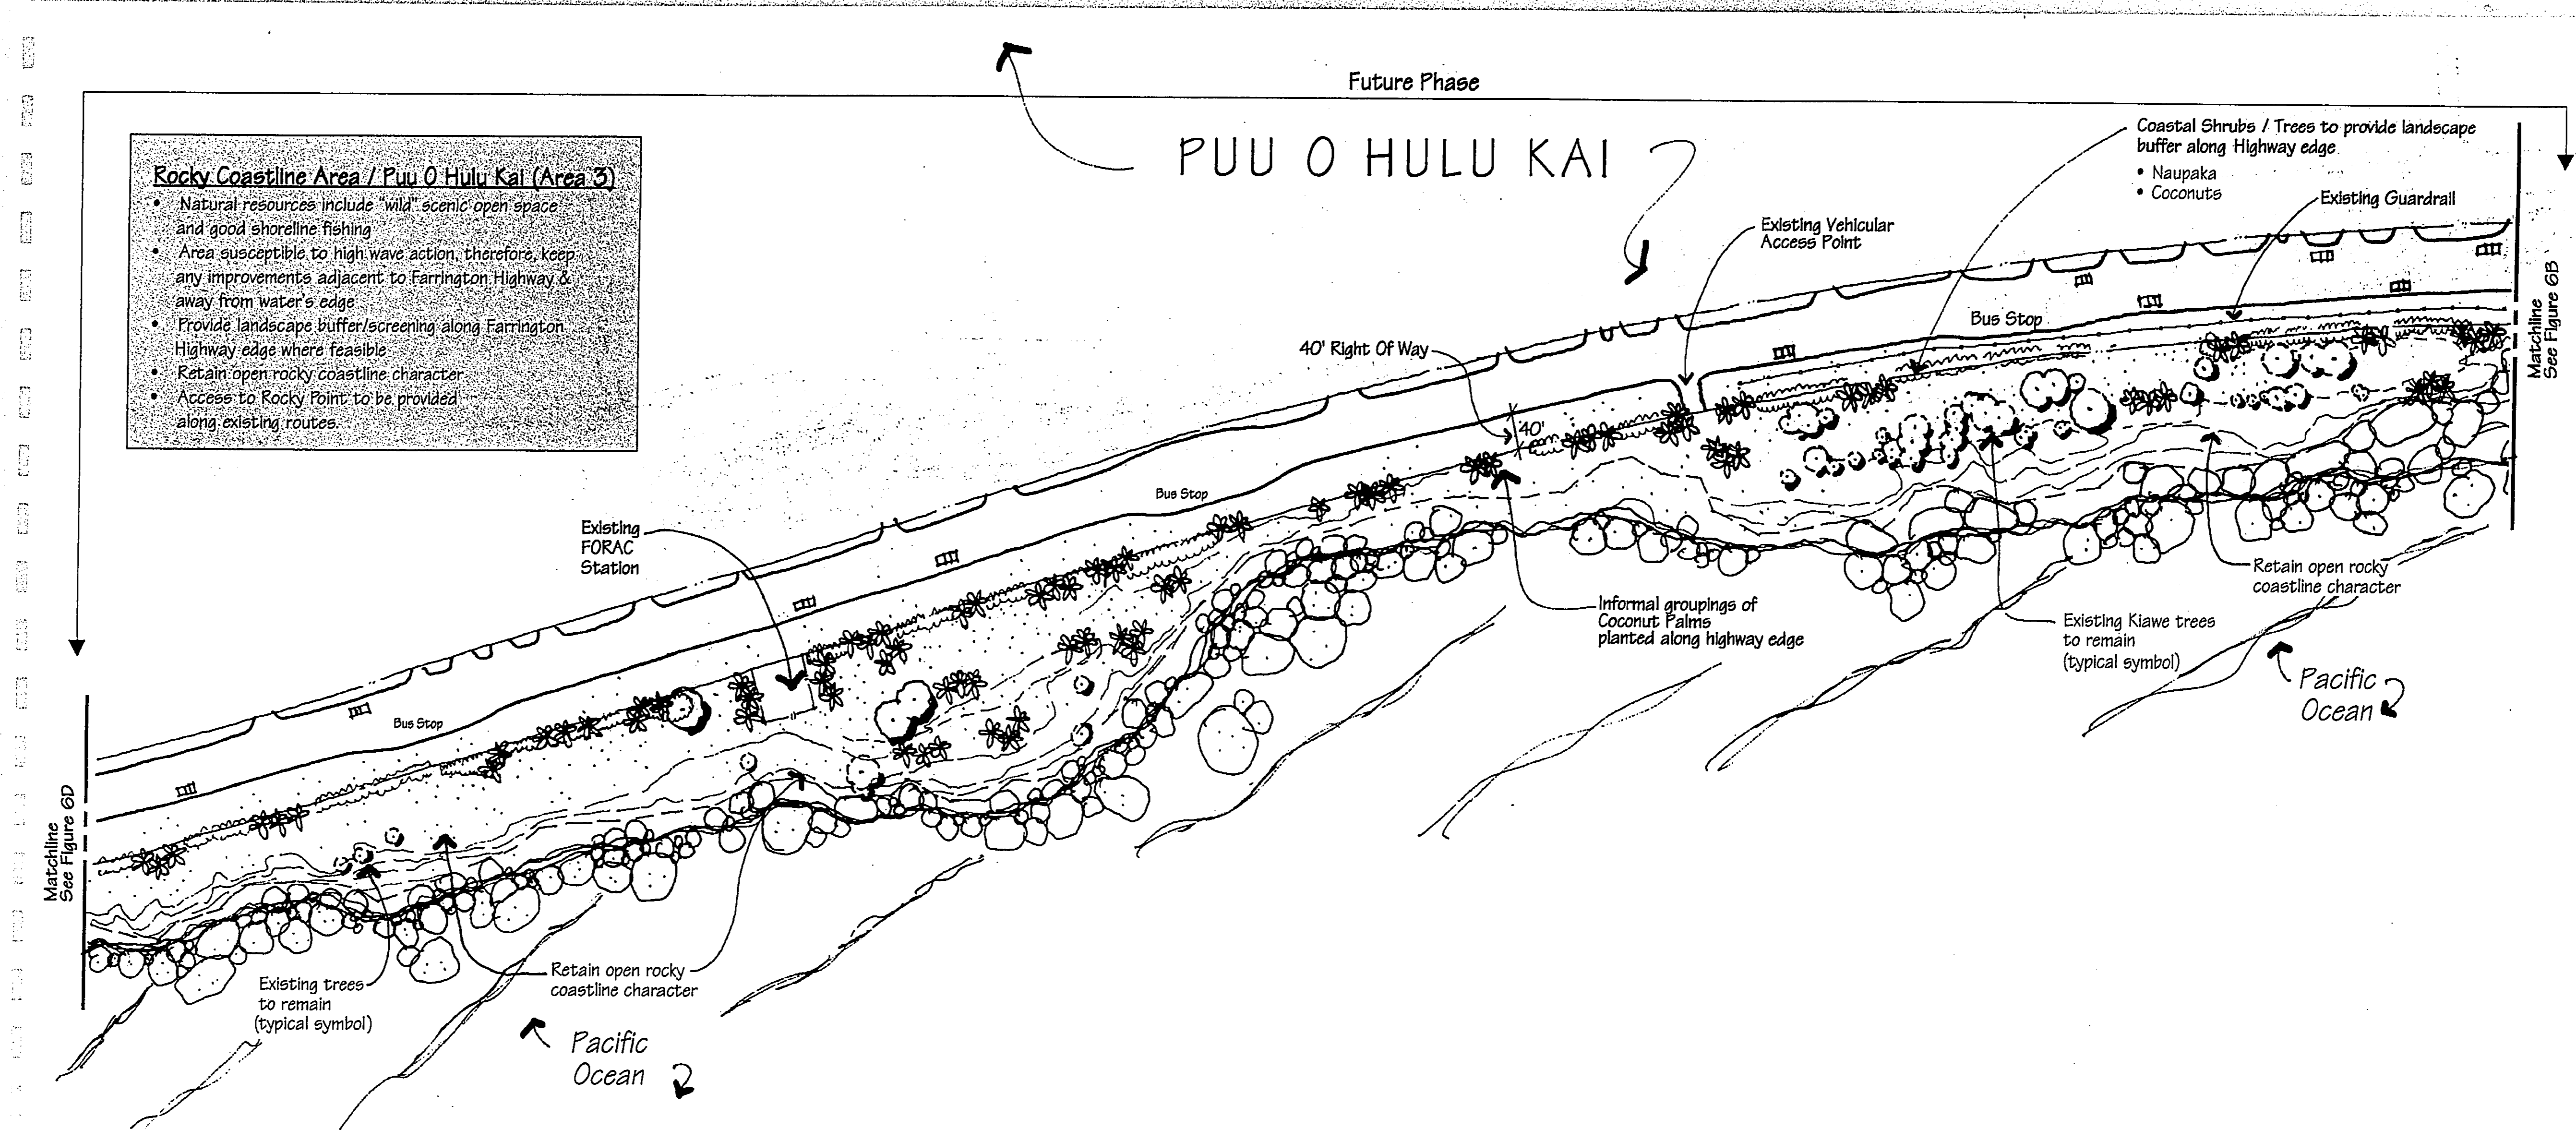 Future Phase
PUU O HULU KAI
Rocky Coastline Area / Puu O Hulu Kai (Area 3)
• Natural resources include "wild" scenic open space
and good shoreline fishing
• Area susceptible to high wave action, therefore, keep
any improvements adjacent to Farrington Highway &
away from water's edge
• Provide landscape buffer/screening along Farrington
Highway edge where feasible
• Retain open rocky coastline character
• Access to Rocky Point to be provided
along existing routes.
Coastal Shrubs / Trees to provide landscape
buffer along Highway edge
• Naupaka
• Coconuts
Existing Guardrail
Existing Vehicular
Access Point
Matchline
See Figure 6B
Bus Stop
40' Right Of Way
40'
Bus Stop
Existing
FORAC
Station
Retain open rocky
coastline character
Informal groupings of
Coconut Palms
planted along highway edge
Existing Kiawe trees
to remain
(typical symbol)
Pacific
Ocean
Bus Stop
Matchline
See Figure 6D
Existing trees
to remain
(typical symbol)
Retain open rocky
coastline character
Pacific
Ocean